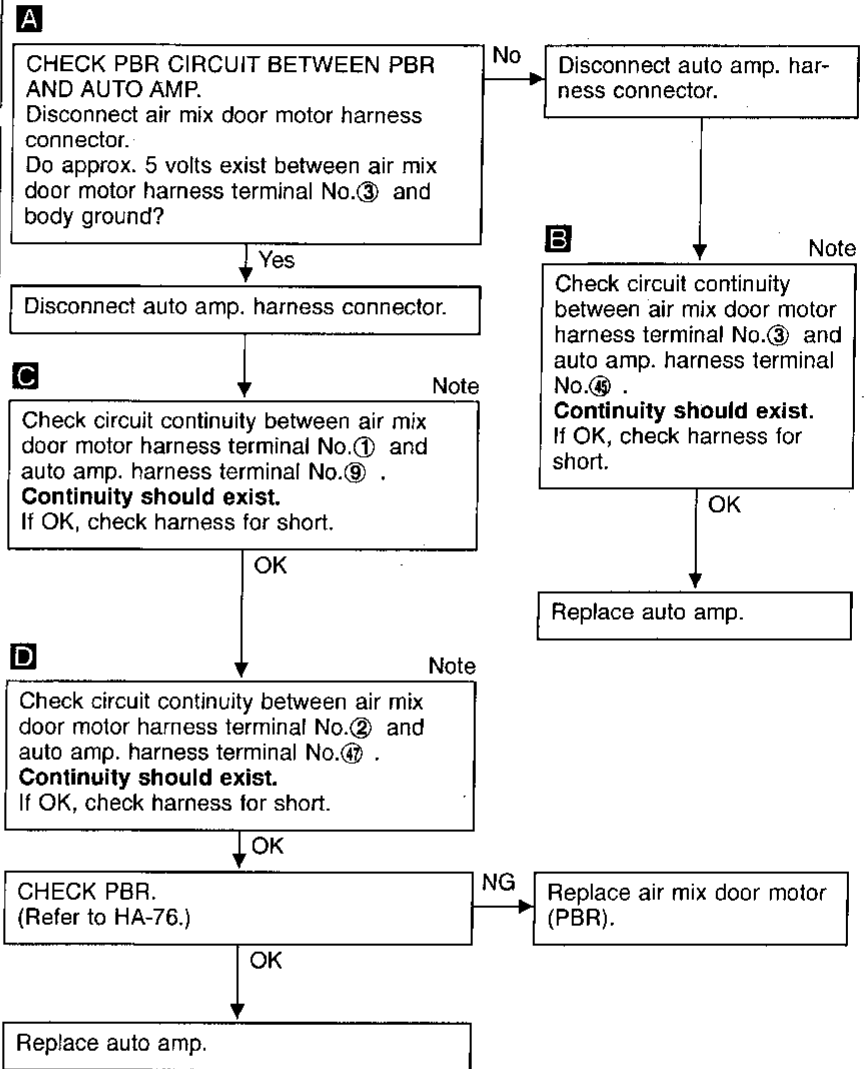 A
CHECK PBR CIRCUIT BETWEEN PBR
AND AUTO AMP.
Disconnect air mix door motor harness
connector.
Do approx. 5 volts exist between air mix
door motor harness terminal No.③ and
body ground?
No
Disconnect auto amp. har-
ness connector.
Yes
Disconnect auto amp. harness connector.
B
Note
Check circuit continuity
between air mix door motor
harness terminal No.③ and
auto amp. harness terminal
No.㊺ .
Continuity should exist.
If OK, check harness for
short.
OK
Replace auto amp.
C
Note
Check circuit continuity between air mix
door motor harness terminal No.① and
auto amp. harness terminal No.⑨ .
Continuity should exist.
If OK, check harness for short.
OK
D
Note
Check circuit continuity between air mix
door motor harness terminal No.② and
auto amp. harness terminal No.㊼ .
Continuity should exist.
If OK, check harness for short.
OK
CHECK PBR.
(Refer to HA-76.)
NG
Replace air mix door motor
(PBR).
OK
Replace auto amp.